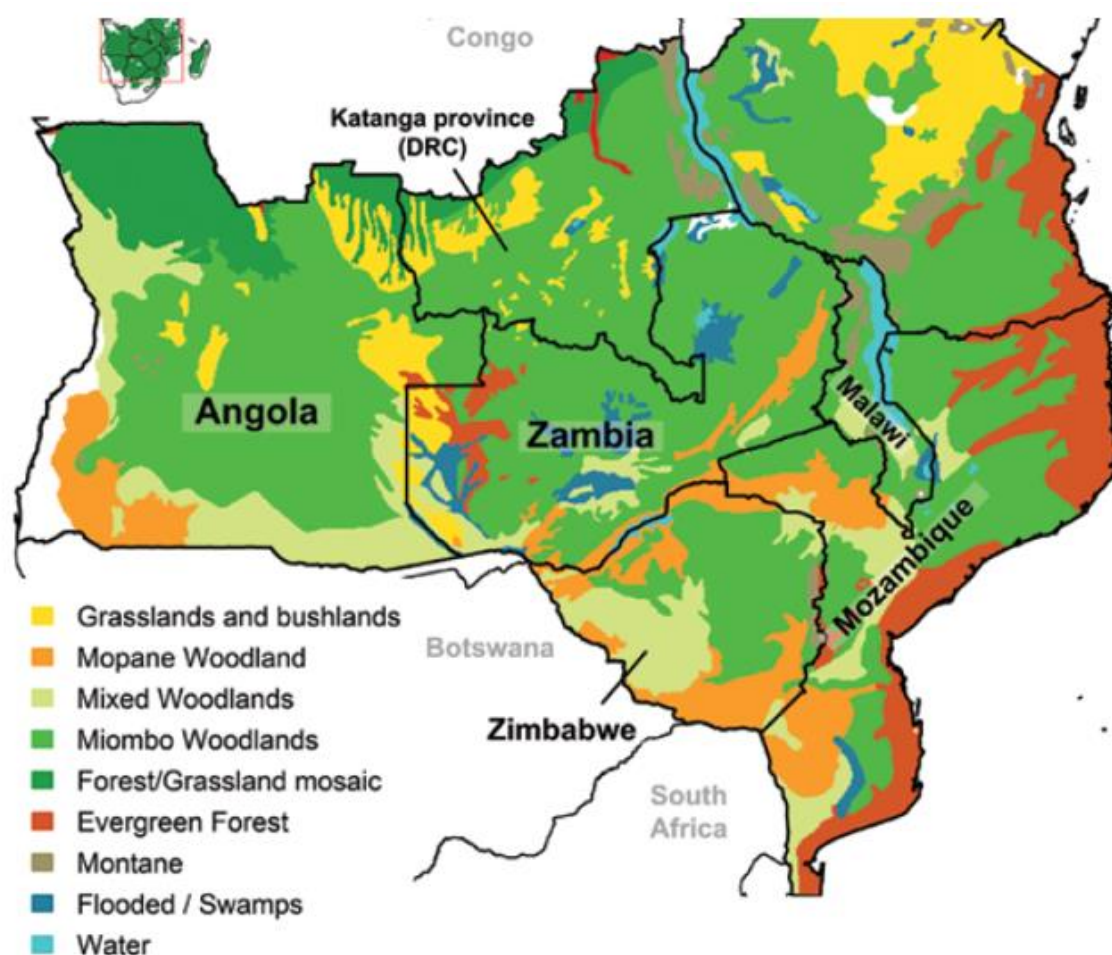 Congo
Katanga province
(DRC)
Angola
Zambia
Malawi
Mozambique
Botswana
Zimbabwe
South
Africa
Grasslands and bushlands
Mopane Woodland
Mixed Woodlands
Miombo Woodlands
Forest/Grassland mosaic
Evergreen Forest
Montane
Flooded / Swamps
Water